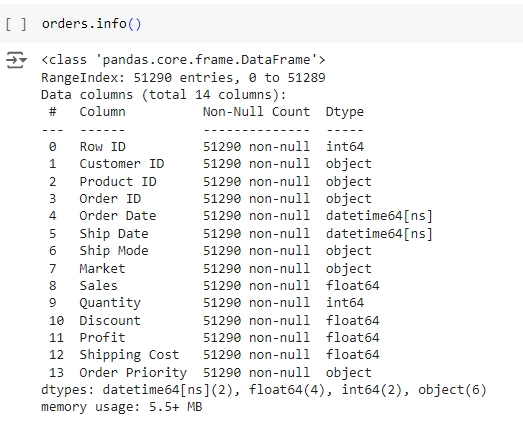 [ ] orders.info()
<class 'pandas.core.frame.DataFrame'>
RangeIndex: 51290 entries, 0 to 51289
Data columns (total 14 columns):
 #   Column          Non-Null Count  Dtype
---  ------          --------------  -----
 0   Row ID          51290 non-null  int64
 1   Customer ID     51290 non-null  object
 2   Product ID      51290 non-null  object
 3   Order ID        51290 non-null  object
 4   Order Date      51290 non-null  datetime64[ns]
 5   Ship Date       51290 non-null  datetime64[ns]
 6   Ship Mode       51290 non-null  object
 7   Market          51290 non-null  object
 8   Sales           51290 non-null  float64
 9   Quantity        51290 non-null  int64
 10  Discount        51290 non-null  float64
 11  Profit          51290 non-null  float64
 12  Shipping Cost   51290 non-null  float64
 13  Order Priority  51290 non-null  object
dtypes: datetime64[ns](2), float64(4), int64(2), object(6)
memory usage: 5.5+ MB